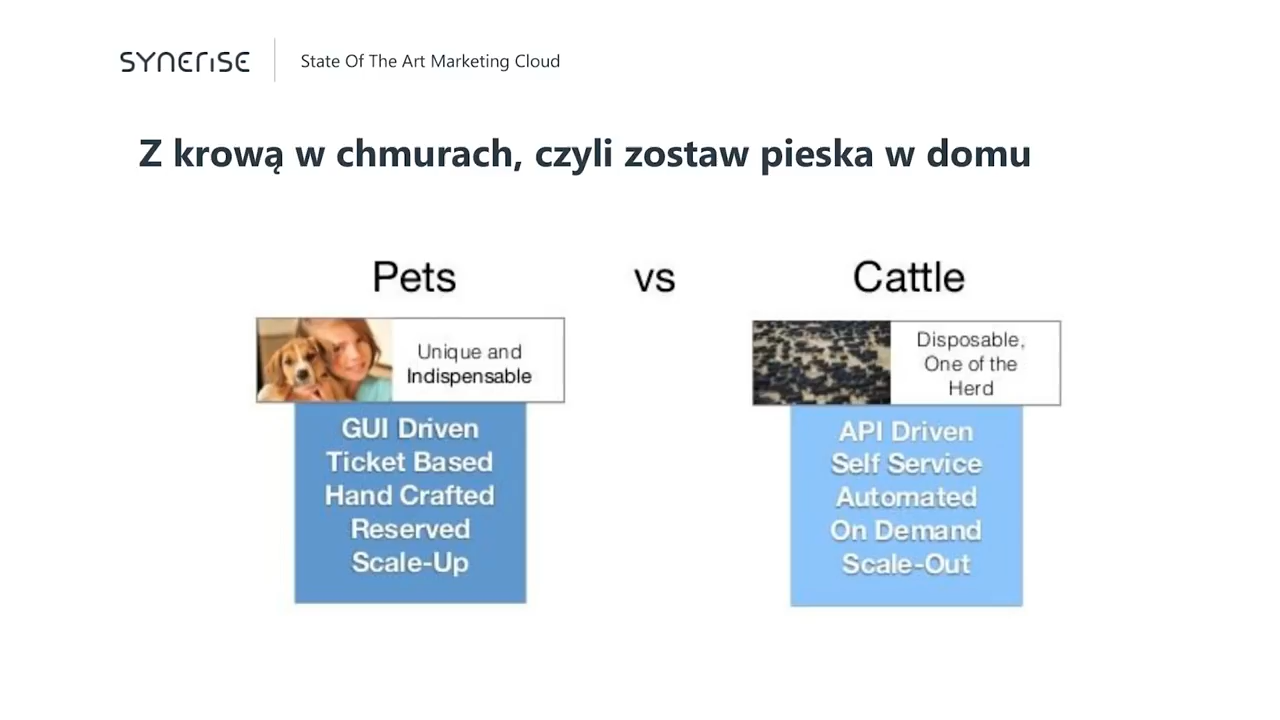 SYNERISE
State Of The Art Marketing Cloud
Z krową w chmurach, czyli zostaw pieska w domu
Pets vs Cattle
Unique and
Indispensable
GUI Driven
Ticket Based
Hand Crafted
Reserved
Scale-Up
Disposable,
One of the
Herd
API Driven
Self Service
Automated
On Demand
Scale-Out